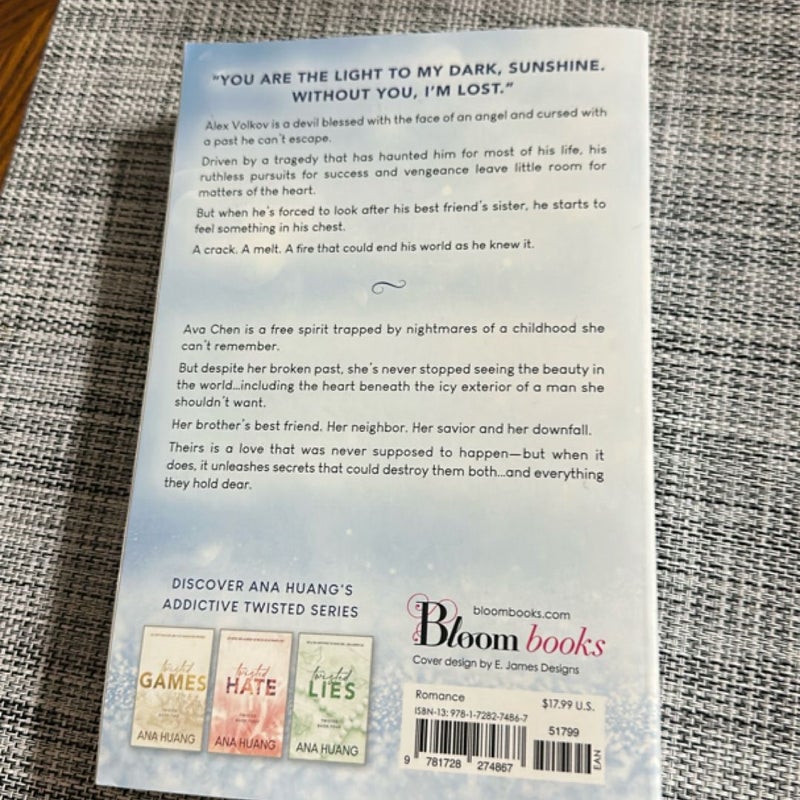 "YOU ARE THE LIGHT TO MY DARK, SUNSHINE.
WITHOUT YOU, I'M LOST."
Alex Volkov is a devil blessed with the face of an angel and cursed with
a past he can't escape.
Driven by a tragedy that has haunted him for most of his life, his
ruthless pursuits for success and vengeance leave little room for
matters of the heart.
But when he's forced to look after his best friend's sister, he starts to
feel something in his chest.
A crack. A melt. A fire that could end his world as he knew it.
Ava Chen is a free spirit trapped by nightmares of a childhood she
can't remember.
But despite her broken past, she's never stopped seeing the beauty in
the world...including the heart beneath the icy exterior of a man she
shouldn't want.
Her brother's best friend. Her neighbor. Her savior and her downfall.
Theirs is a love that was never supposed to happen—but when it
does, it unleashes secrets that could destroy them both...and everything
they hold dear.
DISCOVER ANA HUANG'S
ADDICTIVE TWISTED SERIES
twisted
GAMES
ANA HUANG
twisted
HATE
ANA HUANG
twisted
LIES
ANA HUANG
bloombooks.com
Bloom books
Cover design by E. James Designs
Romance
$17.99 U.S.
ISBN-13: 978-1-7282-7486-7
51799
9 781728 274867
EAN